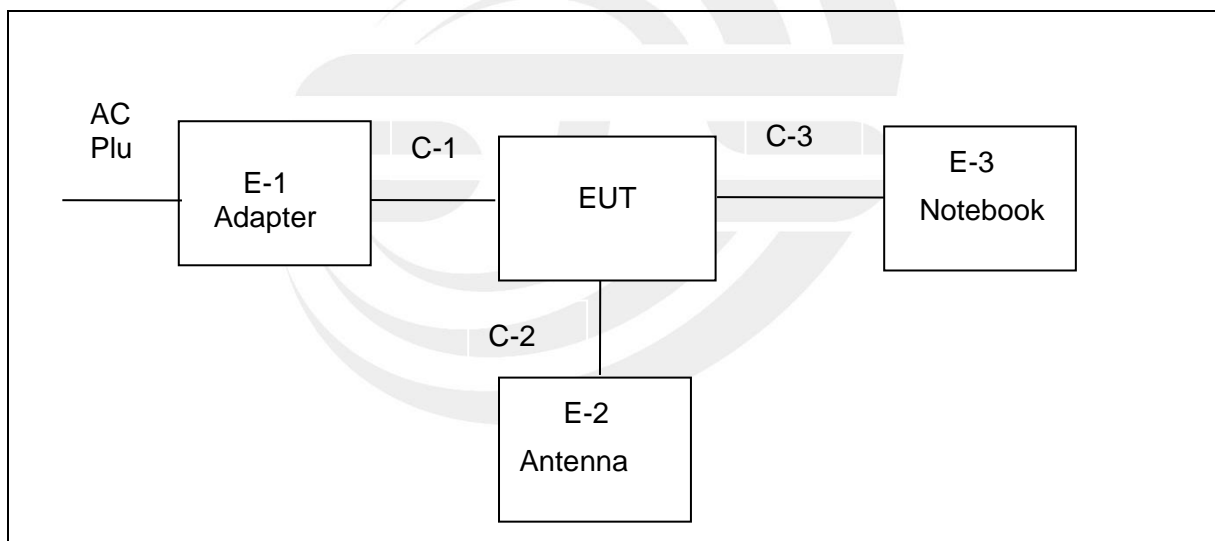 AC
Plu
E-1
Adapter
C-1
EUT
C-3
E-3
Notebook
C-2
E-2
Antenna